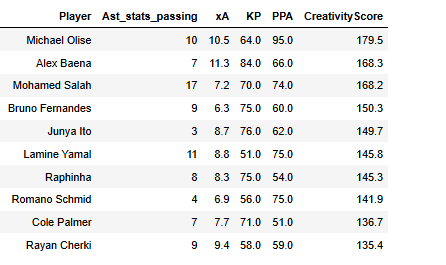 Player Ast_stats_passing xA KP PPA CreativityScore
Michael Olise 10 10.5 64.0 95.0 179.5
Alex Baena 7 11.3 84.0 66.0 168.3
Mohamed Salah 17 7.2 70.0 74.0 168.2
Bruno Fernandes 9 6.3 75.0 60.0 150.3
Junya Ito 3 8.7 76.0 62.0 149.7
Lamine Yamal 11 8.8 51.0 75.0 145.8
Raphinha 8 8.3 75.0 54.0 145.3
Romano Schmid 4 6.9 56.0 75.0 141.9
Cole Palmer 7 7.7 71.0 51.0 136.7
Rayan Cherki 9 9.4 58.0 59.0 135.4